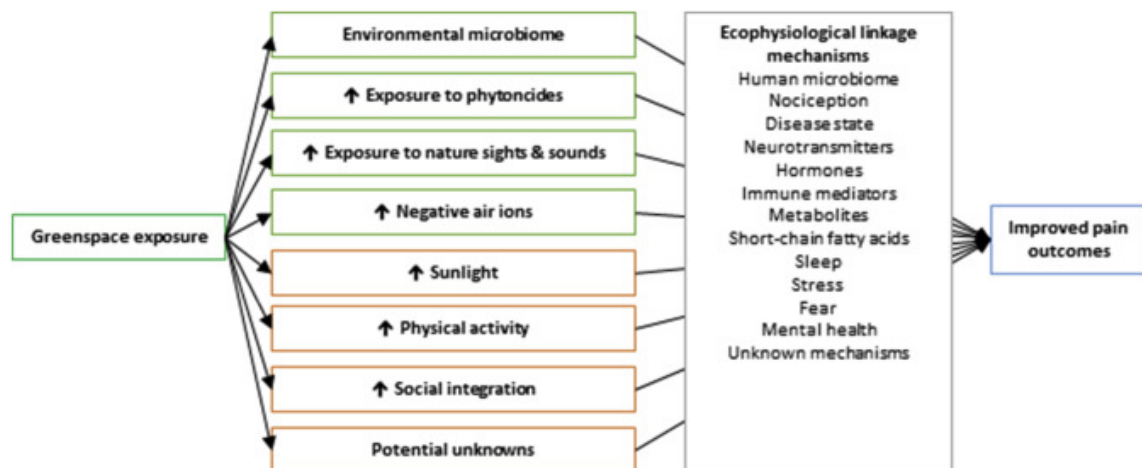 Greenspace exposure
Environmental microbiome
↑ Exposure to phytoncides
↑ Exposure to nature sights & sounds
↑ Negative air ions
↑ Sunlight
↑ Physical activity
↑ Social integration
Potential unknowns
Ecophysiological linkage
mechanisms
Human microbiome
Nociception
Disease state
Neurotransmitters
Hormones
Immune mediators
Metabolites
Short-chain fatty acids
Sleep
Stress
Fear
Mental health
Unknown mechanisms
Improved pain
outcomes